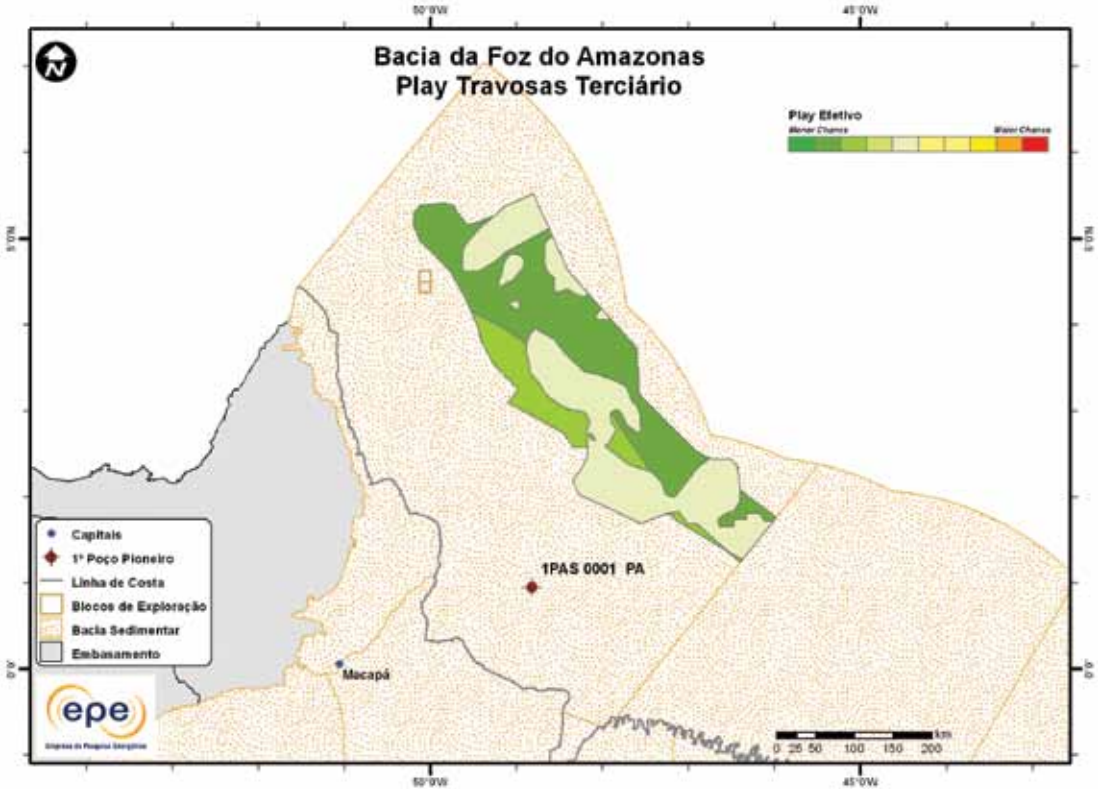 50°0'W
45°0'W
N
Bacia da Foz do Amazonas
Play Travosas Terciário
Play Efetivo
Menor Chance
Maior Chance
5°0'N
5°0'N
Capitais
1º Poço Pioneiro
Linha de Costa
Blocos de Exploração
Bacia Sedimentar
Embasamento
1PAS 0001 PA
0°0'
0°0'
Macapá
epe
Empresa de Pesquisa Energética
km
0 25 50 100 150 200
50°0'W
45°0'W